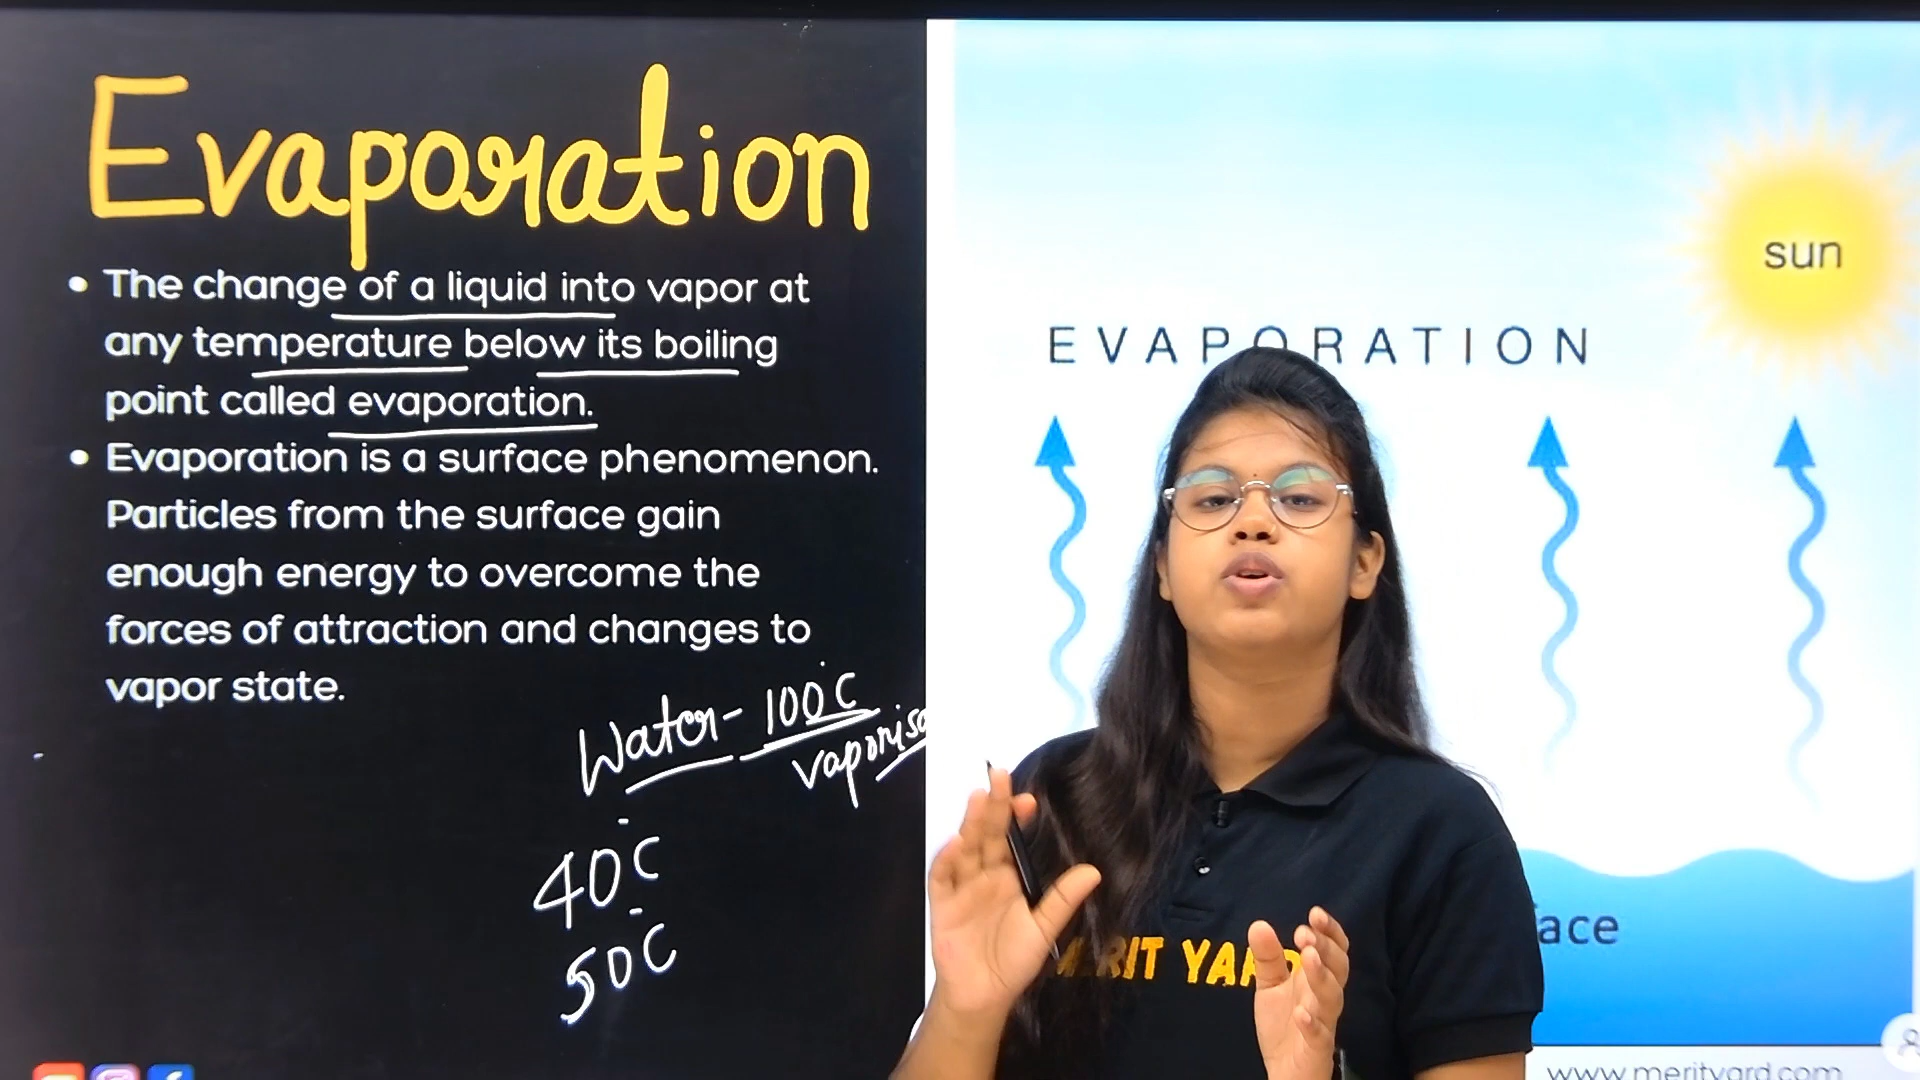 Evaporation
• The change of a liquid into vapor at
any temperature below its boiling
point called evaporation.
• Evaporation is a surface phenomenon.
Particles from the surface gain
enough energy to overcome the
forces of attraction and changes to
vapor state.
Water - 100°C
40°C
50°C
sun
EVAPORATION
MERIT YARD
www.merityard.com